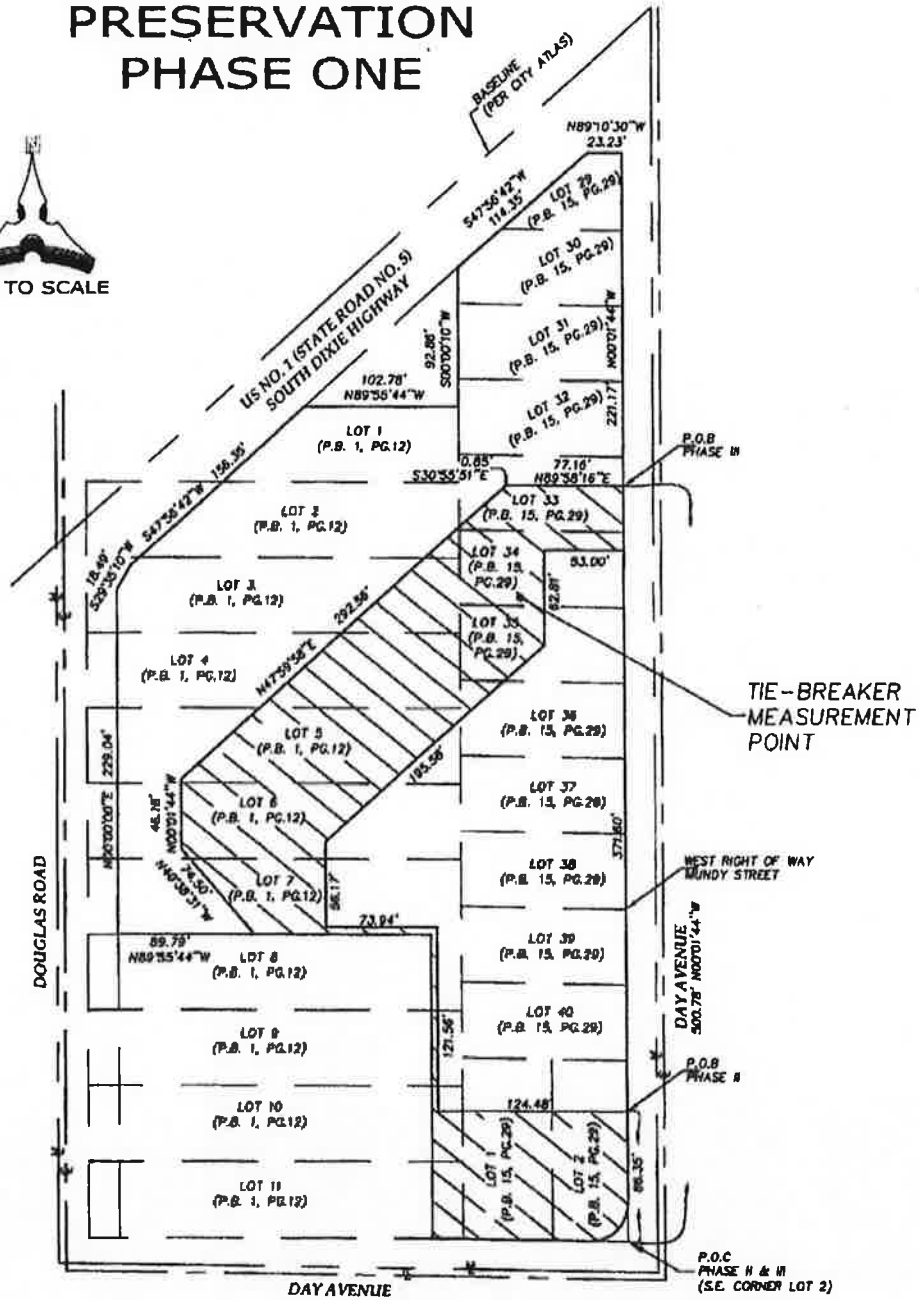 PRESERVATION
PHASE ONE
N
TO SCALE
BASELINE
(PER CITY ATLAS)
N89°10'30"W
23.23'
S47°56'42"W
114.35'
LOT 29
(P.B. 15, PG.29)
LOT 30
(P.B. 15, PG.29)
LOT 31
(P.B. 15, PG.29)
LOT 32
(P.B. 15, PG.29)
N00°01'44"W
221.17'
US NO. 1 (STATE ROAD NO. 5)
SOUTH DIXIE HIGHWAY
92.86'
S00°00'10"W
102.78'
N89°55'44"W
LOT 1
(P.B. 1, PG.12)
0.65'
S30°55'51"E
77.16'
N89°58'16"E
P.O.B
PHASE III
S47°56'42"W 156.35'
LOT 2
(P.B. 1, PG.12)
LOT 33
(P.B. 15, PG.29)
18.49'
S29°35'10"W
LOT 3
(P.B. 1, PG.12)
LOT 34
(P.B. 15,
PG.29)
53.00'
62.81'
N47°59'58"E 292.56'
LOT 35
(P.B. 15,
PG.29)
LOT 4
(P.B. 1, PG.12)
TIE-BREAKER
MEASUREMENT
POINT
LOT 36
(P.B. 15, PG.29)
LOT 5
(P.B. 1, PG.12)
195.56'
N00°00'00"E 229.04'
LOT 37
(P.B. 15, PG.29)
371.60'
46.78'
N00°01'44"W
LOT 6
(P.B. 1, PG.12)
LOT 38
(P.B. 15, PG.29)
WEST RIGHT OF WAY
MUNDY STREET
74.50'
N40°38'31"W
LOT 7
(P.B. 1, PG.12)
56.17'
73.94'
DOUGLAS ROAD
89.79'
N89°55'44"W
LOT 8
(P.B. 1, PG.12)
LOT 39
(P.B. 15, PG.29)
DAY AVENUE
500.78' N00°01'44"W
LOT 9
(P.B. 1, PG.12)
LOT 40
(P.B. 15, PG.29)
121.56'
P.O.B
PHASE II
LOT 10
(P.B. 1, PG.12)
124.48'
LOT 1
(P.B. 15, PG.29)
LOT 2
(P.B. 15, PG.29)
86.35'
LOT 11
(P.B. 1, PG.12)
P.O.C
PHASE II & III
(S.E. CORNER LOT 2)
DAY AVENUE